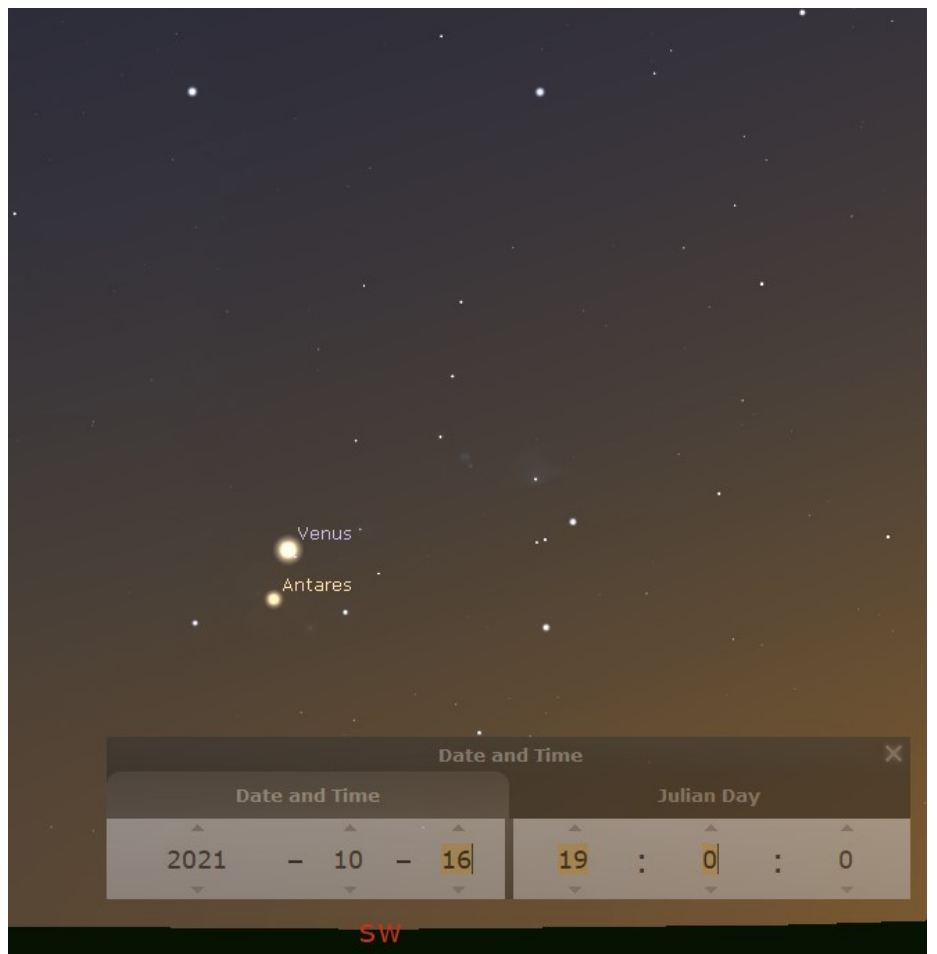 Venus
Antares
Date and Time
Date and Time Julian Day
2021 - 10 - 16 19 : 0 : 0
SW